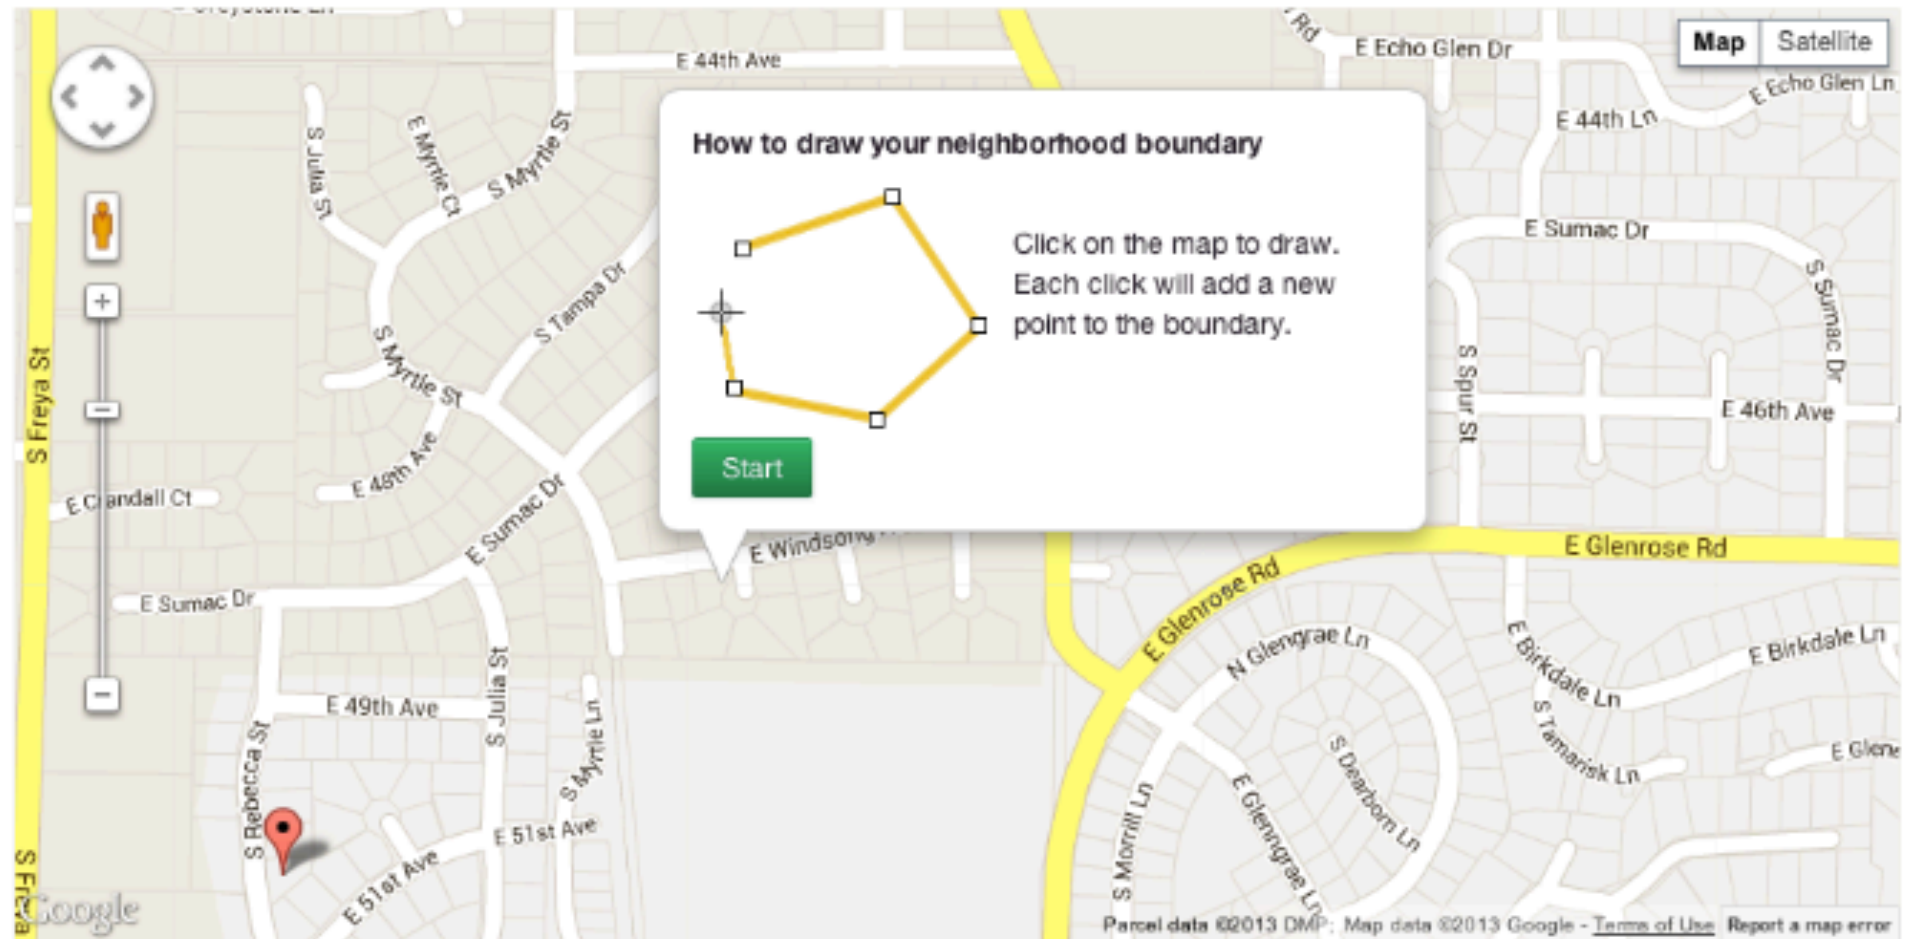 E 44th Ave
Rd
E Echo Glen Dr
Map
Satellite
E Echo Glen Ln
E 44th Ln
S Julia St
E Myrtle Ct
S Myrtle St
How to draw your neighborhood boundary
Click on the map to draw.
Each click will add a new
point to the boundary.
Start
E Sumac Dr
S Sumac Dr
S Tampa Dr
S Myrtle St
S Freya St
S Spur St
E 46th Ave
E 48th Ave
E Crandall Ct
E Sumac Dr
E Windsong
E Glenrose Rd
E Glenrose Rd
E Sumac Dr
N Glengrae Ln
E Birkdale Ln
E Birkdale Ln
S Julia St
E 49th Ave
S Myrtle Ln
S Rebecca St
S Tamarisk Ln
E Glene
S Dearborn Ln
S Morrill Ln
E Glengrae Ln
E 51st Ave
E 51st Ave
S Freya
Google
Parcel data ©2013 DMP; Map data ©2013 Google - Terms of Use
Report a map error